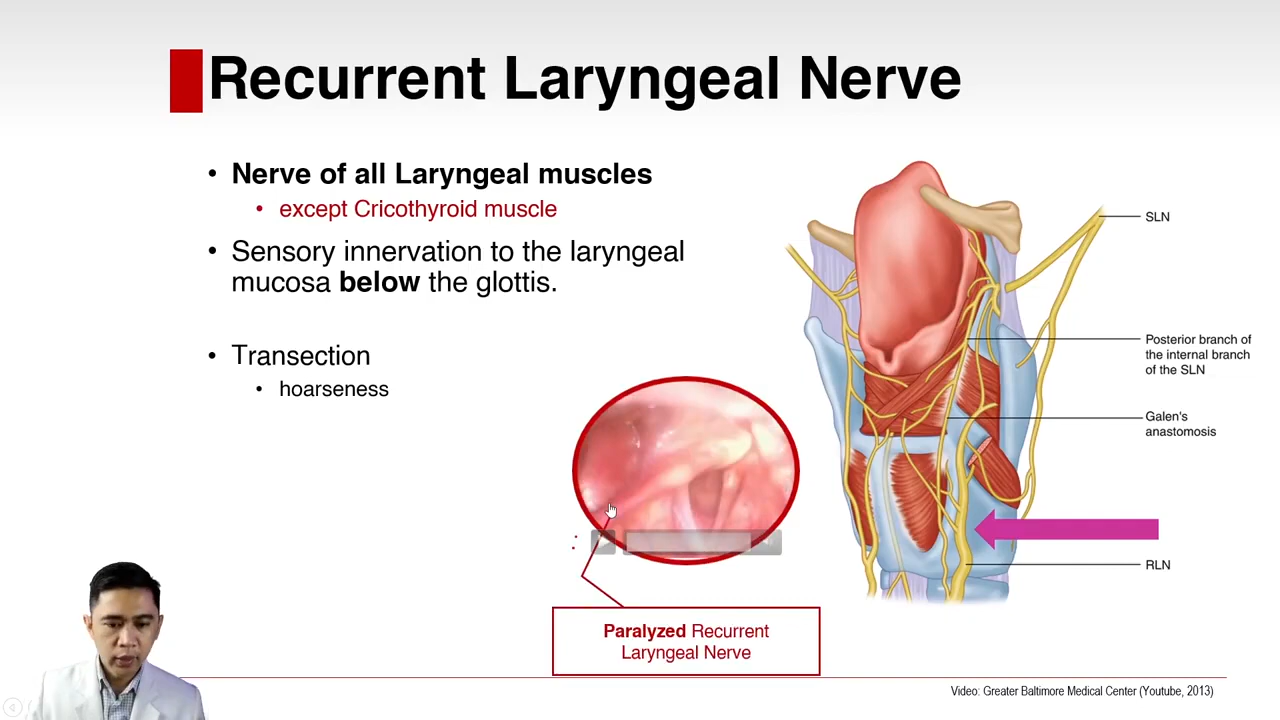 Recurrent Laryngeal Nerve
• Nerve of all Laryngeal muscles
• except Cricothyroid muscle
• Sensory innervation to the laryngeal
mucosa below the glottis.
• Transection
• hoarseness
SLN
Posterior branch of
the internal branch
of the SLN
Galen's
anastomosis
RLN
Paralyzed Recurrent
Laryngeal Nerve
Video: Greater Baltimore Medical Center (Youtube, 2013)